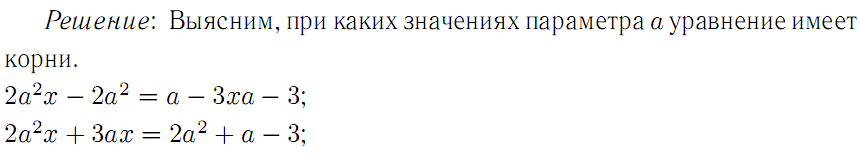 Решение: Выясним, при каких значениях параметра a уравнение имеет
корни.
2a²x − 2a² = a − 3xa − 3;
2a²x + 3ax = 2a² + a − 3;